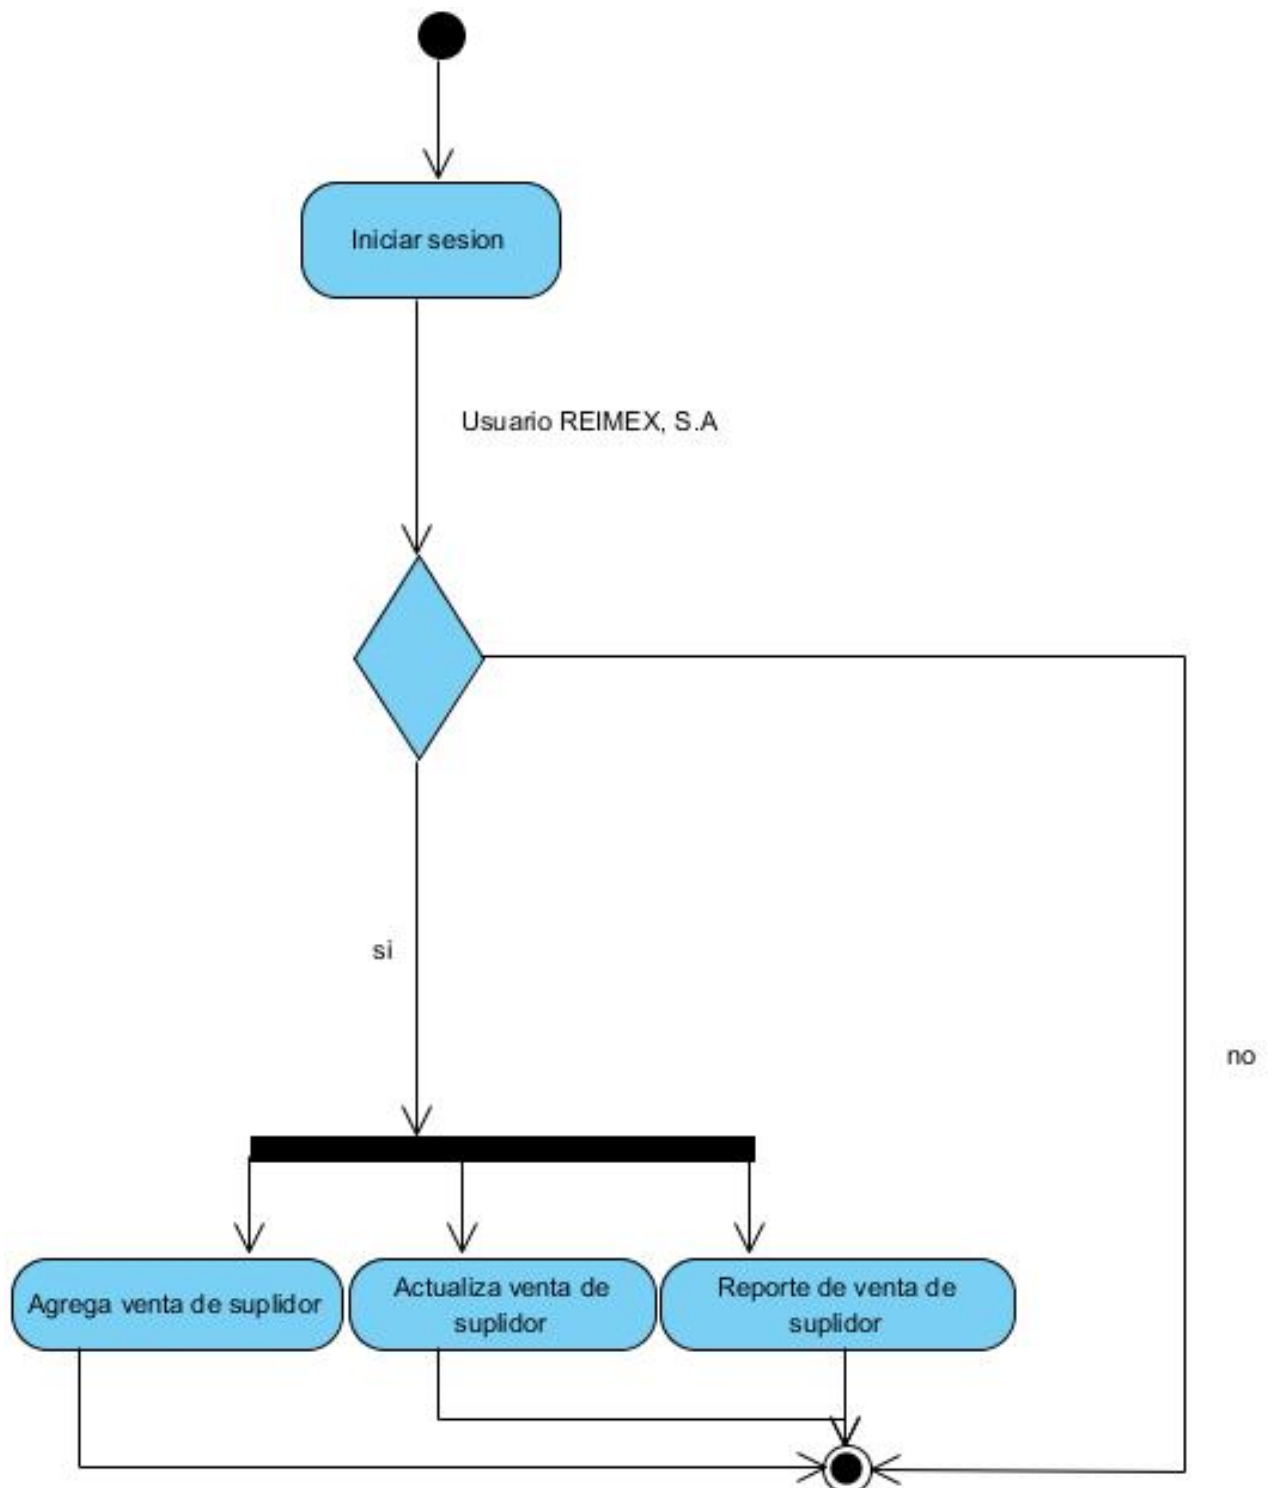 Iniciar sesion
Usuario REIMEX, S.A
si
no
Agrega venta de suplidor
Actualiza venta de
suplidor
Reporte de venta de
suplidor